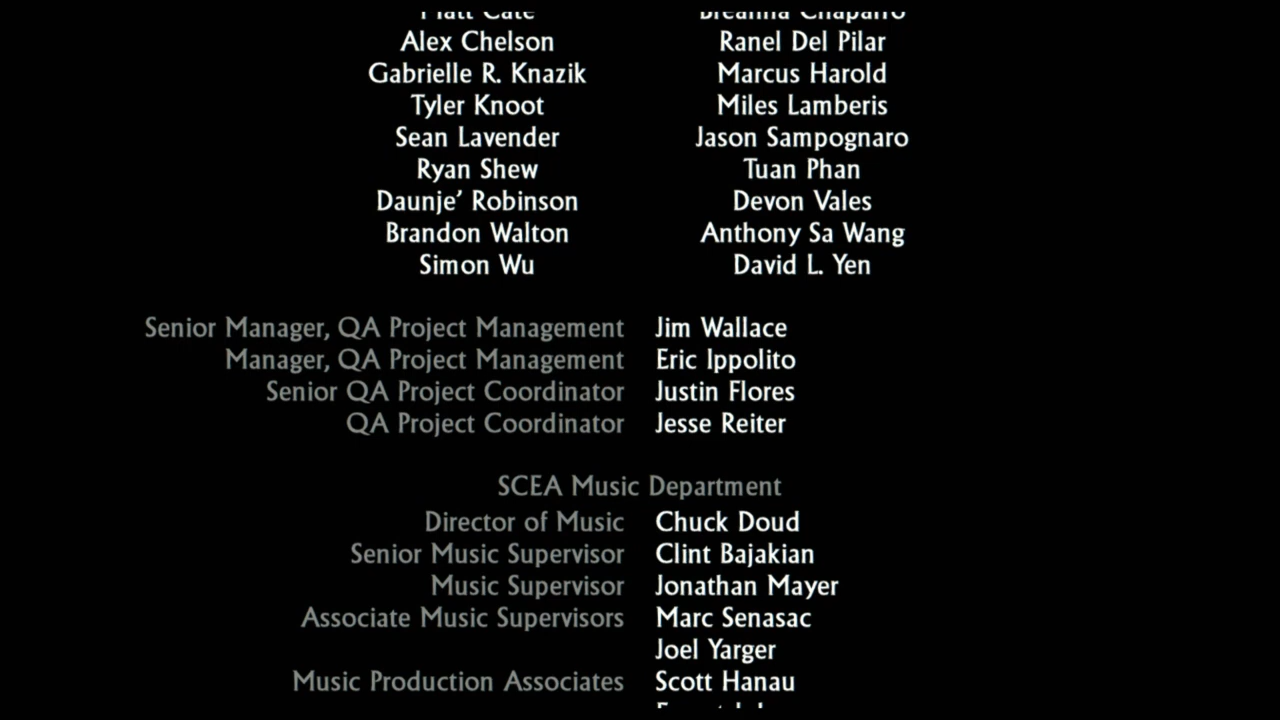 Matt Cate Breanna Chaparro
Alex Chelson Ranel Del Pilar
Gabrielle R. Knazik Marcus Harold
Tyler Knoot Miles Lamberis
Sean Lavender Jason Sampognaro
Ryan Shew Tuan Phan
Daunje’ Robinson Devon Vales
Brandon Walton Anthony Sa Wang
Simon Wu David L. Yen
Senior Manager, QA Project Management Jim Wallace
Manager, QA Project Management Eric Ippolito
Senior QA Project Coordinator Justin Flores
QA Project Coordinator Jesse Reiter
SCEA Music Department
Director of Music Chuck Doud
Senior Music Supervisor Clint Bajakian
Music Supervisor Jonathan Mayer
Associate Music Supervisors Marc Senasac
Joel Yarger
Music Production Associates Scott Hanau